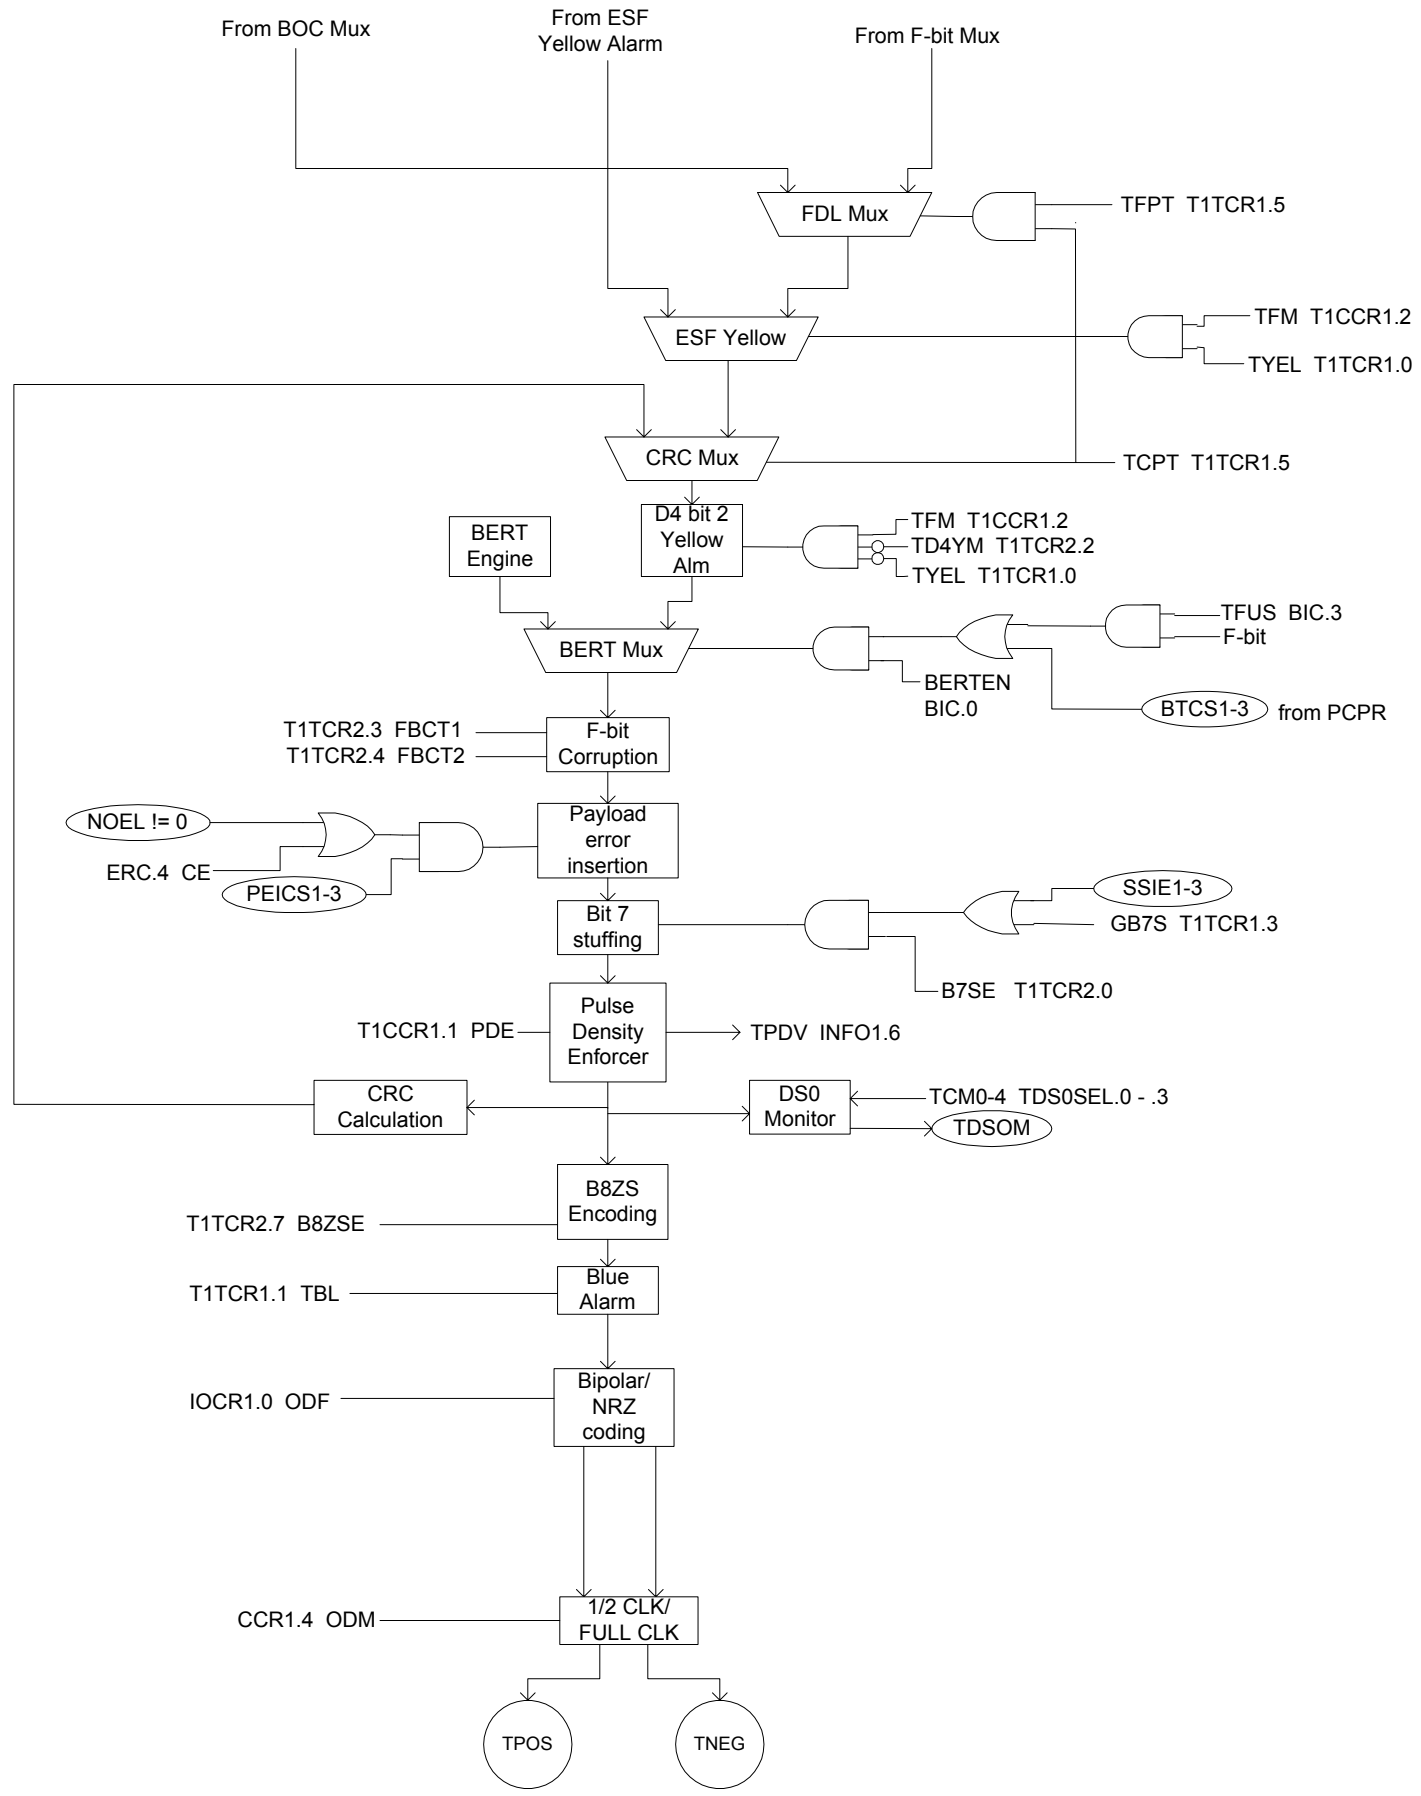 From BOC Mux
From ESF
Yellow Alarm
From F-bit Mux
FDL Mux
TFPT T1TCR1.5
ESF Yellow
TFM T1CCR1.2
TYEL T1TCR1.0
CRC Mux
TCPT T1TCR1.5
BERT
Engine
D4 bit 2
Yellow
Alm
TFM T1CCR1.2
TD4YM T1TCR2.2
TYEL T1TCR1.0
BERT Mux
TFUS BIC.3
F-bit
BERTEN
BIC.0
BTCS1-3
from PCPR
T1TCR2.3 FBCT1
T1TCR2.4 FBCT2
F-bit
Corruption
NOEL != 0
ERC.4 CE
PEICS1-3
Payload
error
insertion
Bit 7
stuffing
SSIE1-3
GB7S T1TCR1.3
B7SE T1TCR2.0
T1CCR1.1 PDE
Pulse
Density
Enforcer
TPDV INFO1.6
CRC
Calculation
DS0
Monitor
TCM0-4 TDS0SEL.0 - .3
TDSOM
T1TCR2.7 B8ZSE
B8ZS
Encoding
T1TCR1.1 TBL
Blue
Alarm
IOCR1.0 ODF
Bipolar/
NRZ
coding
CCR1.4 ODM
1/2 CLK/
FULL CLK
TPOS
TNEG